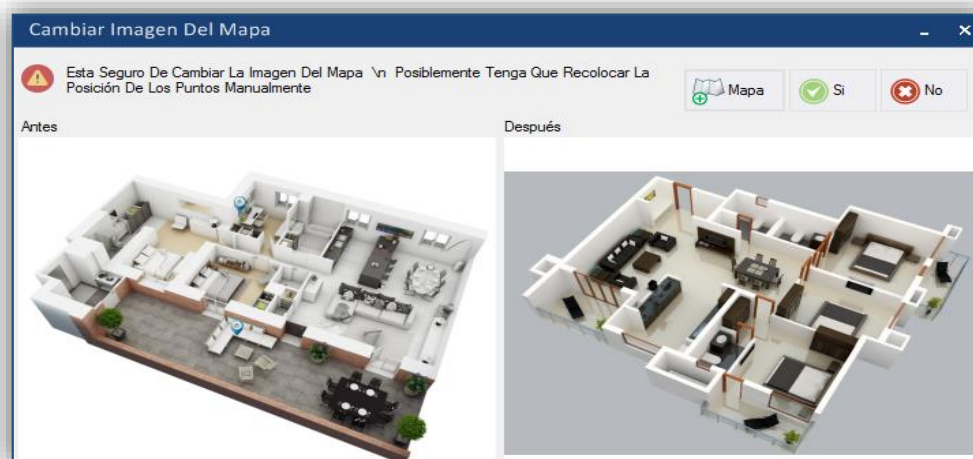 Cambiar Imagen Del Mapa
Esta Seguro De Cambiar La Imagen Del Mapa \n Posiblemente Tenga Que Recolocar La
Posición De Los Puntos Manualmente
Mapa
Si
No
Antes
Después